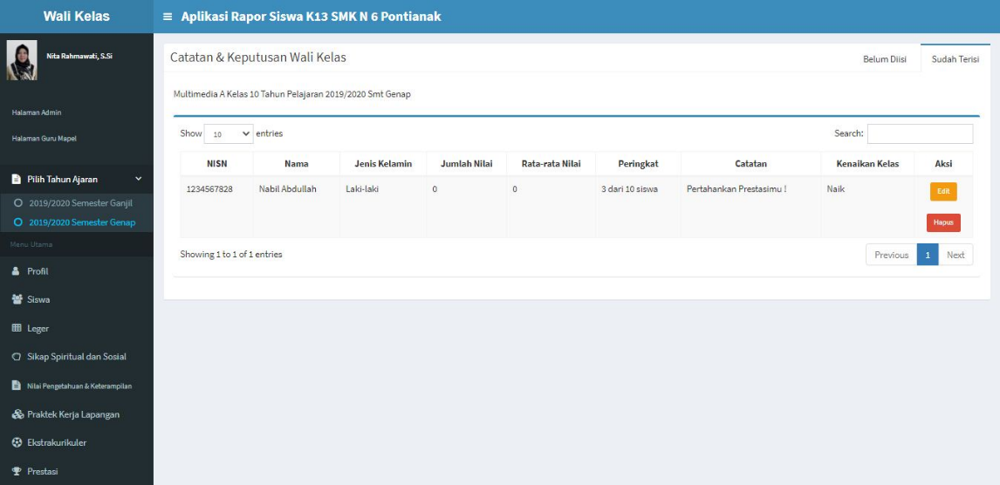 Wali Kelas
Aplikasi Rapor Siswa K13 SMK N 6 Pontianak
Nita Rahmawati, S.Si
Halaman Admin
Halaman Guru Mapel
Pilih Tahun Ajaran
2019/2020 Semester Ganjil
2019/2020 Semester Genap
Menu Utama
Profil
Siswa
Leger
Sikap Spiritual dan Sosial
Nilai Pengetahuan & Keterampilan
Praktek Kerja Lapangan
Ekstrakurikuler
Prestasi
Catatan & Keputusan Wali Kelas
Belum Diisi Sudah Terisi
Multimedia A Kelas 10 Tahun Pelajaran 2019/2020 Smt Genap
Show 10 entries Search:
NISN Nama Jenis Kelamin Jumlah Nilai Rata-rata Nilai Peringkat Catatan Kenaikan Kelas Aksi
1234567828 Nabil Abdullah Laki-laki 0 0 3 dari 10 siswa Pertahankan Prestasimu ! Naik Edit
Hapus
Showing 1 to 1 of 1 entries Previous 1 Next